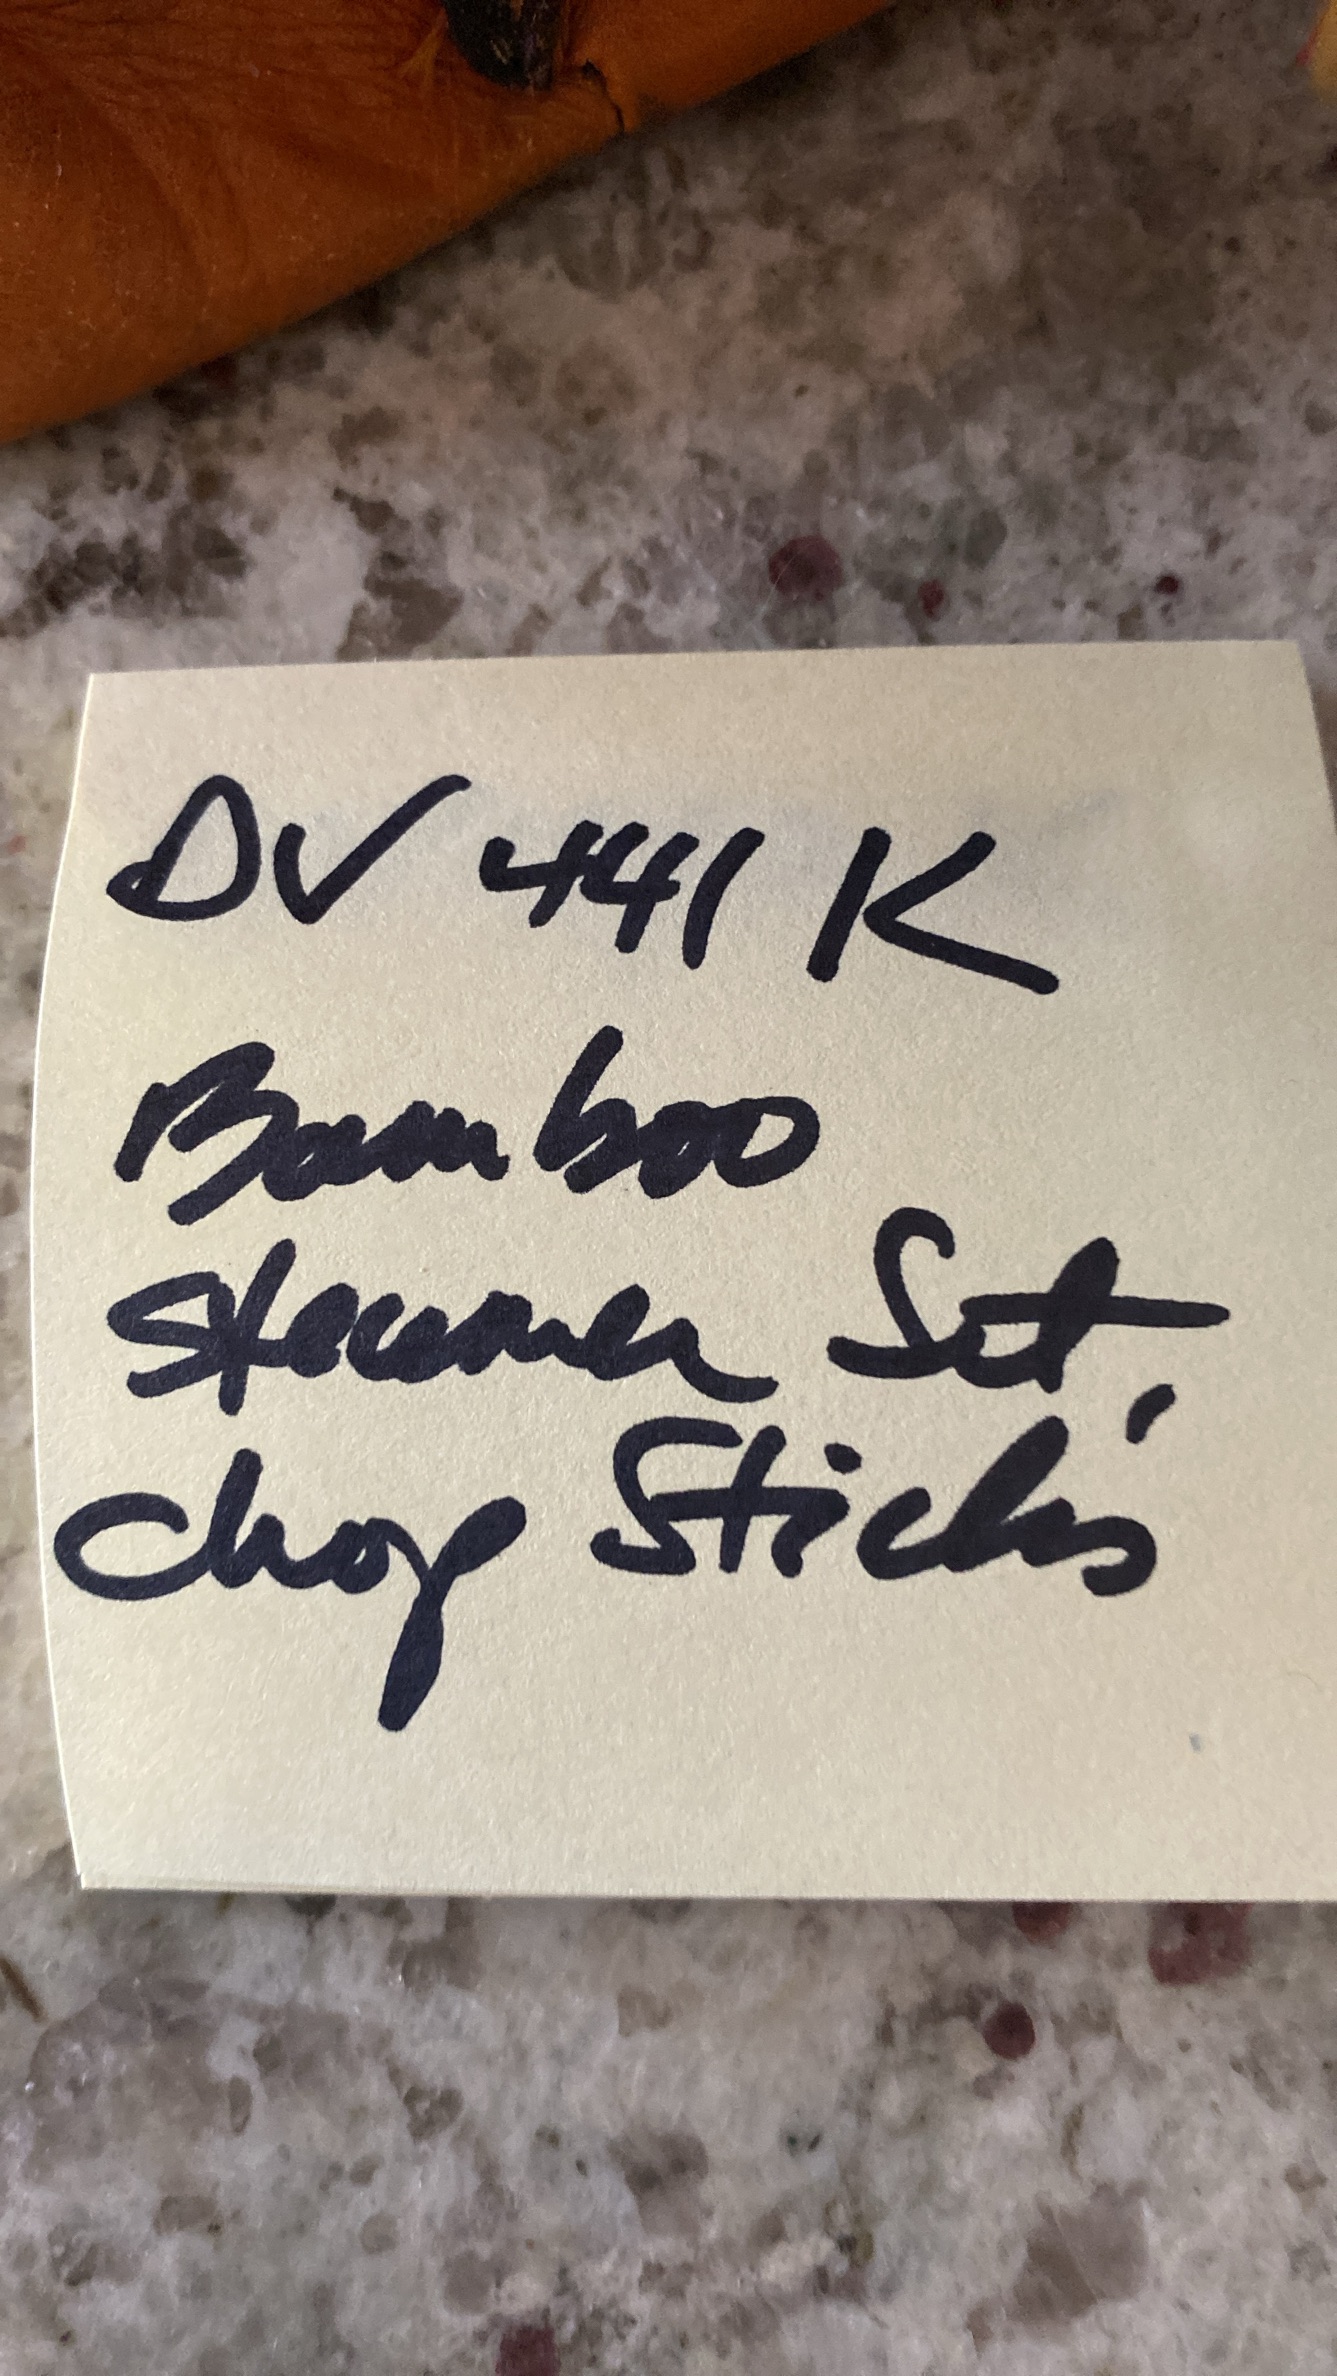 DV 441 K
Bamboo
Steamer Set,
Chop Sticks